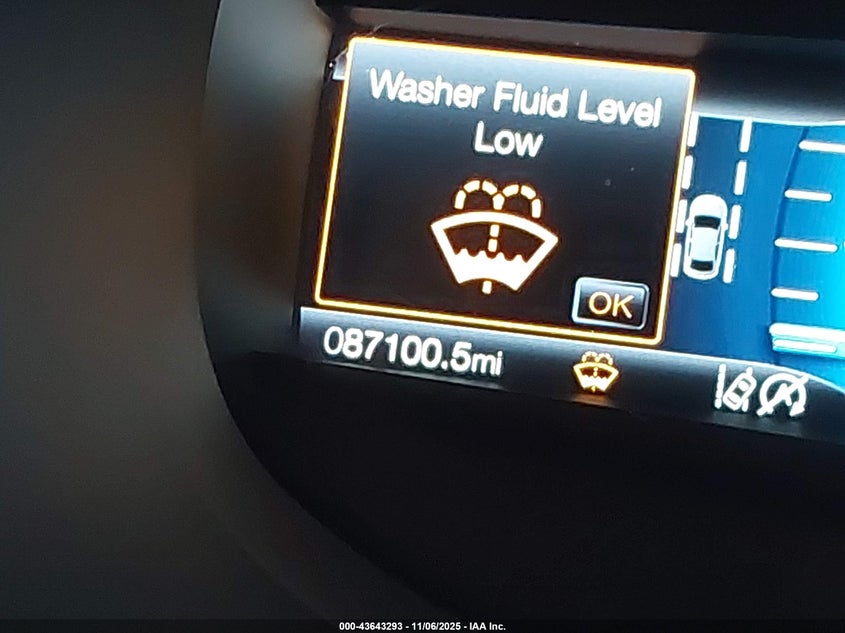 Washer Fluid Level
Low
OK
087100.5mi
000-43643293 - 11/06/2025 - IAA Inc.